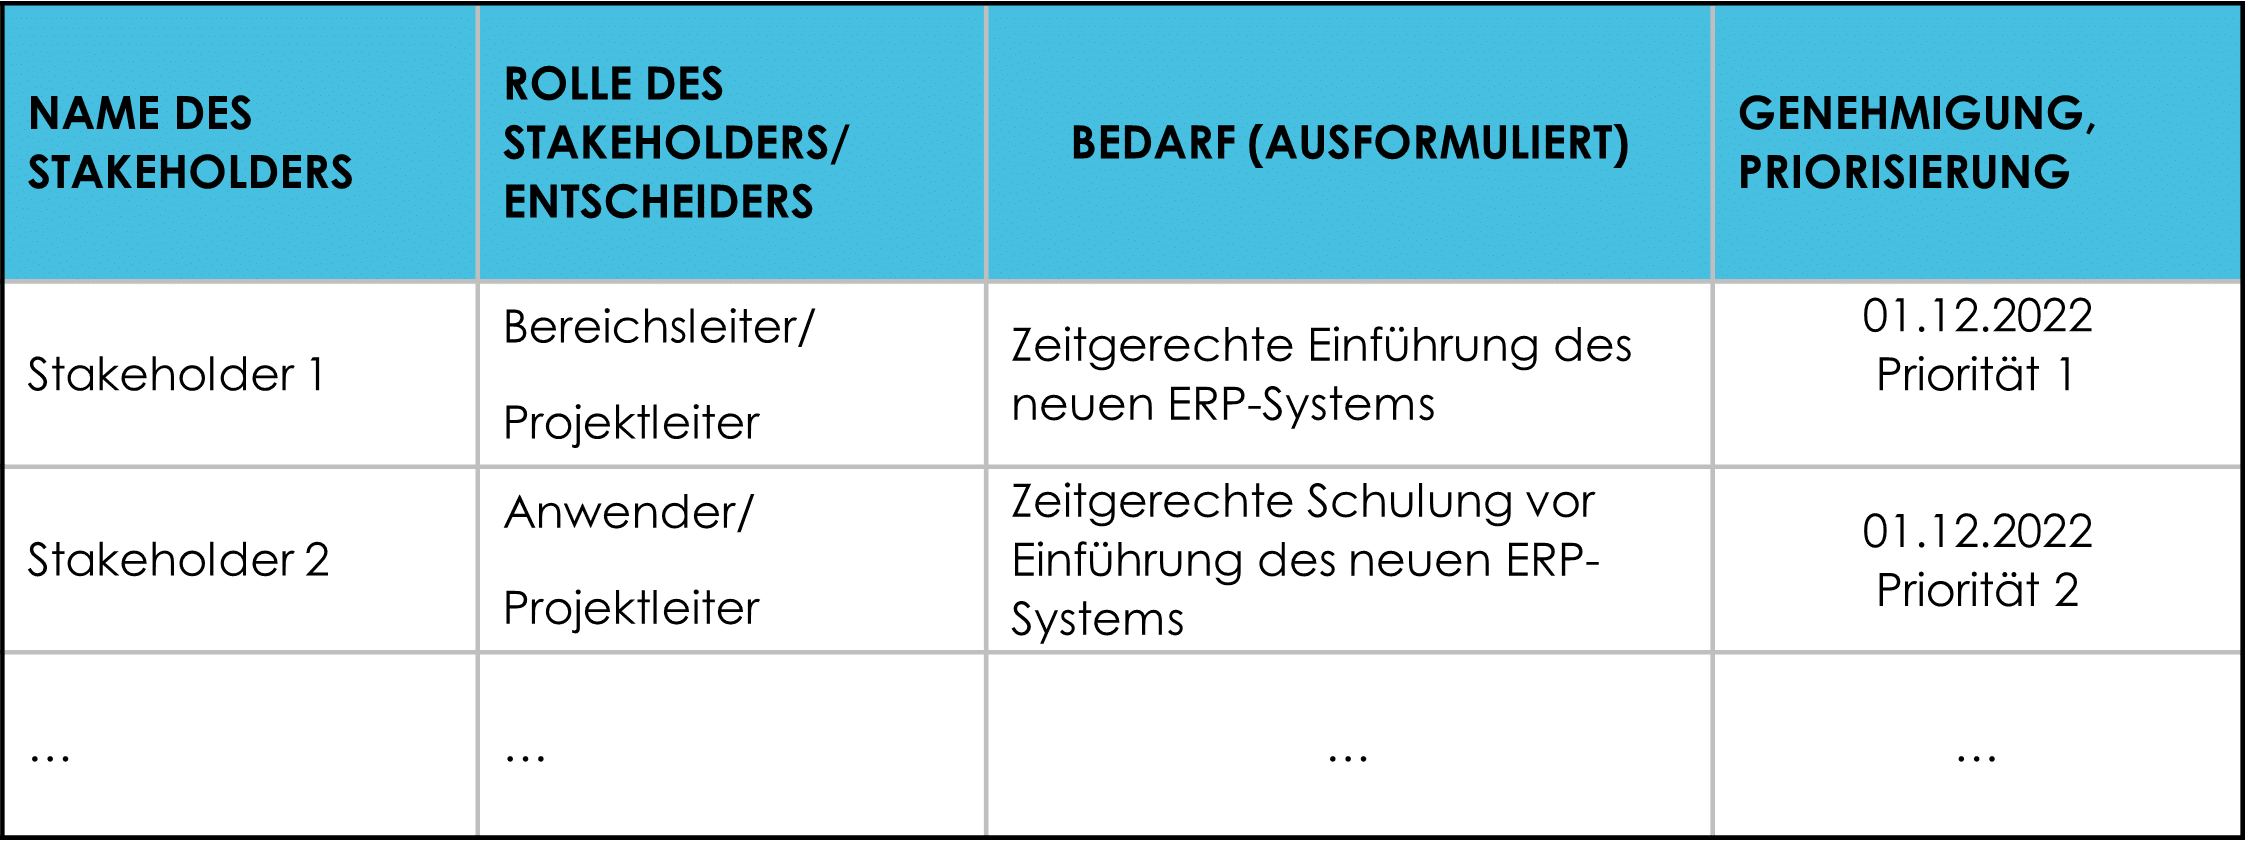 NAME DES
STAKEHOLDERS
ROLLE DES
STAKEHOLDERS/
ENTSCHEIDERS
BEDARF (AUSFORMULIERT)
GENEHMIGUNG,
PRIORISIERUNG
Stakeholder 1
Bereichsleiter/
Projektleiter
Zeitgerechte Einführung des
neuen ERP-Systems
01.12.2022
Priorität 1
Stakeholder 2
Anwender/
Projektleiter
Zeitgerechte Schulung vor
Einführung des neuen ERP-
Systems
01.12.2022
Priorität 2
…
…
…
…